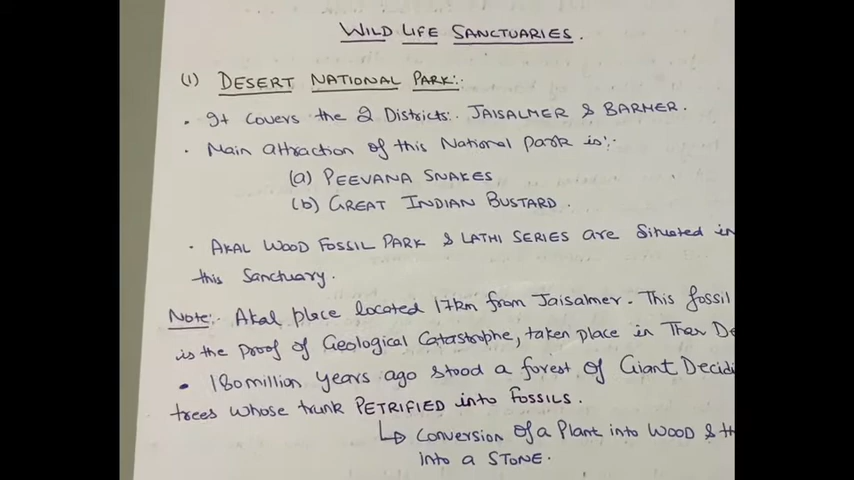 WILD LIFE SANCTUARIES.
(1) DESERT NATIONAL PARK:.
. It covers the 2 Districts:. JAISALMER & BARMER.
. Main attraction of this National park is:.
(a) PEEVANA SNAKES
(b) GREAT INDIAN BUSTARD.
. AKAL WOOD FOSSIL PARK & LATHI SERIES are Situated in
this Sanctuary.
Note:. Akal place located 17km from Jaisalmer. This fossil
is the proof of Geological Catastrophe, taken place in Thar
• 180 million years ago stood a forest of Giant
trees whose trunk PETRIFIED into FOSSILS.
↳ Conversion of a Plant into WOOD &
into a STONE.